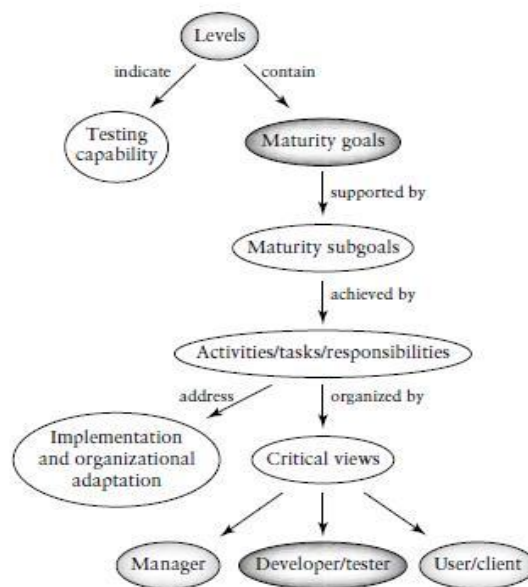 Levels
indicate
contain
Testing
capability
Maturity goals
supported by
Maturity subgoals
achieved by
Activities/tasks/responsibilities
address
organized by
Implementation
and organizational
adaptation
Critical views
Manager
Developer/tester
User/client